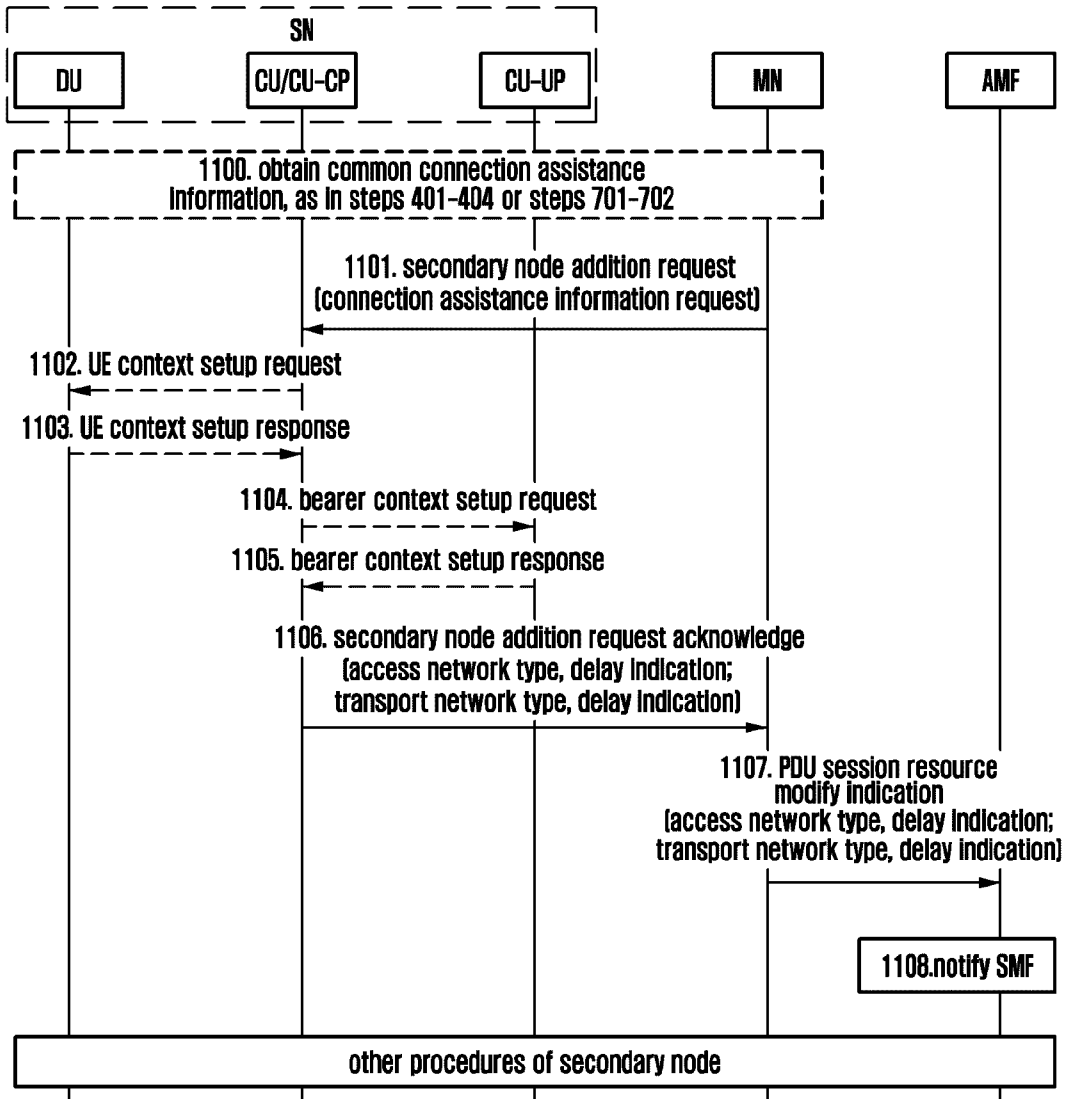 SN
DU
CU/CU-CP
CU-UP
MN
AMF
1100. obtain common connection assistance
information, as in steps 401-404 or steps 701-702
1101. secondary node addition request
(connection assistance information request)
1102. UE context setup request
1103. UE context setup response
1104. bearer context setup request
1105. bearer context setup response
1106. secondary node addition request acknowledge
(access network type, delay indication;
transport network type, delay indication)
1107. PDU session resource
modify indication
(access network type, delay indication;
transport network type, delay indication)
1108.notify SMF
other procedures of secondary node